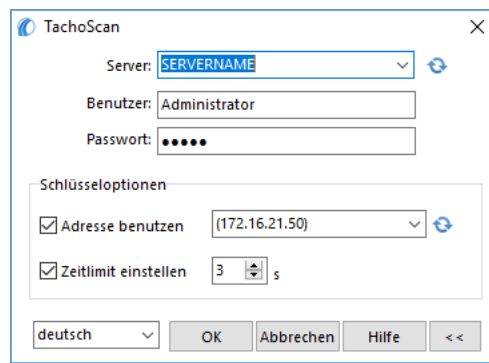 TachoScan
Server: SERVERNAME
Benutzer: Administrator
Passwort: •••••
Schlüsseloptionen
Adresse benutzen (172.16.21.50)
Zeitlimit einstellen 3 s
deutsch OK Abbrechen Hilfe <<